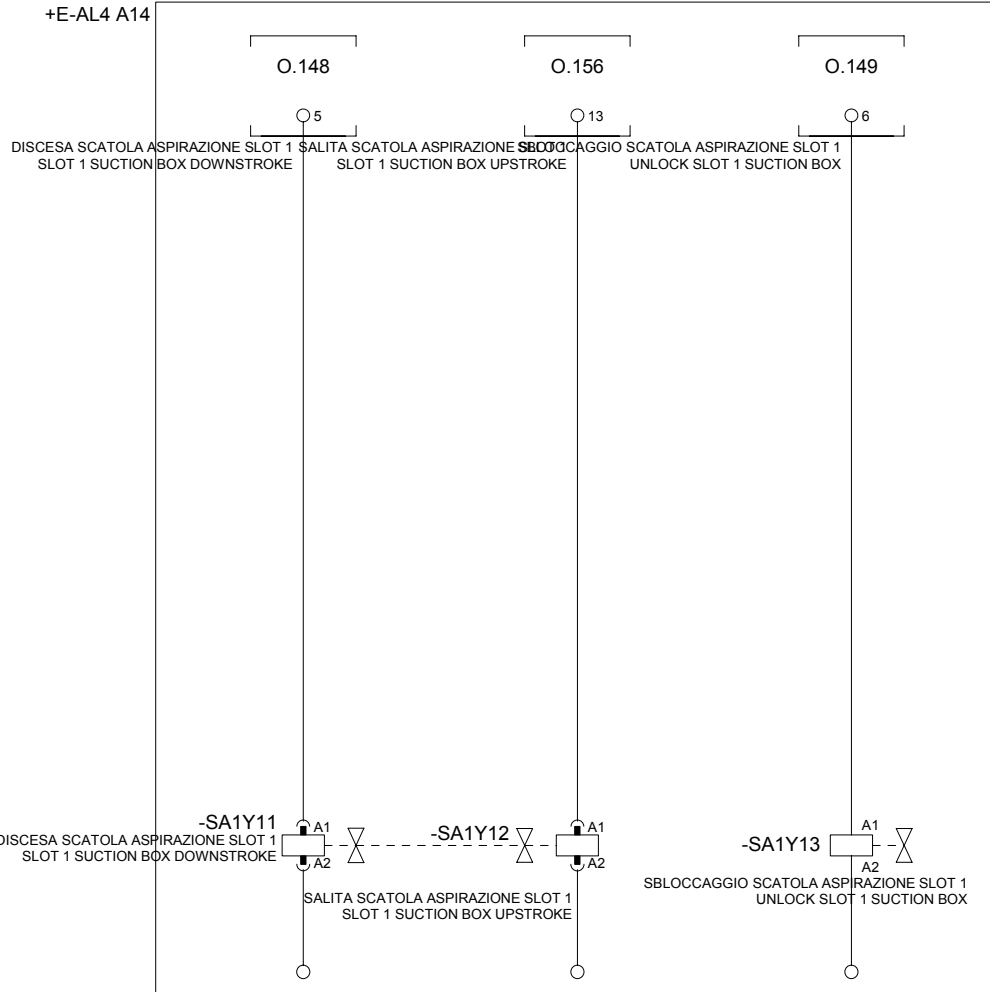 +E-AL4 A14
O.148
O.156
O.149
5
13
6
DISCESA SCATOLA ASPIRAZIONE SLOT 1
SLOT 1 SUCTION BOX DOWNSTROKE
SALITA SCATOLA ASPIRAZIONE SLOT 1
SLOT 1 SUCTION BOX UPSTROKE
SBLOCCAGGIO SCATOLA ASPIRAZIONE SLOT 1
UNLOCK SLOT 1 SUCTION BOX
-SA1Y11
A1
A2
DISCESA SCATOLA ASPIRAZIONE SLOT 1
SLOT 1 SUCTION BOX DOWNSTROKE
-SA1Y12
A1
A2
SALITA SCATOLA ASPIRAZIONE SLOT 1
SLOT 1 SUCTION BOX UPSTROKE
-SA1Y13
A1
A2
SBLOCCAGGIO SCATOLA ASPIRAZIONE SLOT 1
UNLOCK SLOT 1 SUCTION BOX